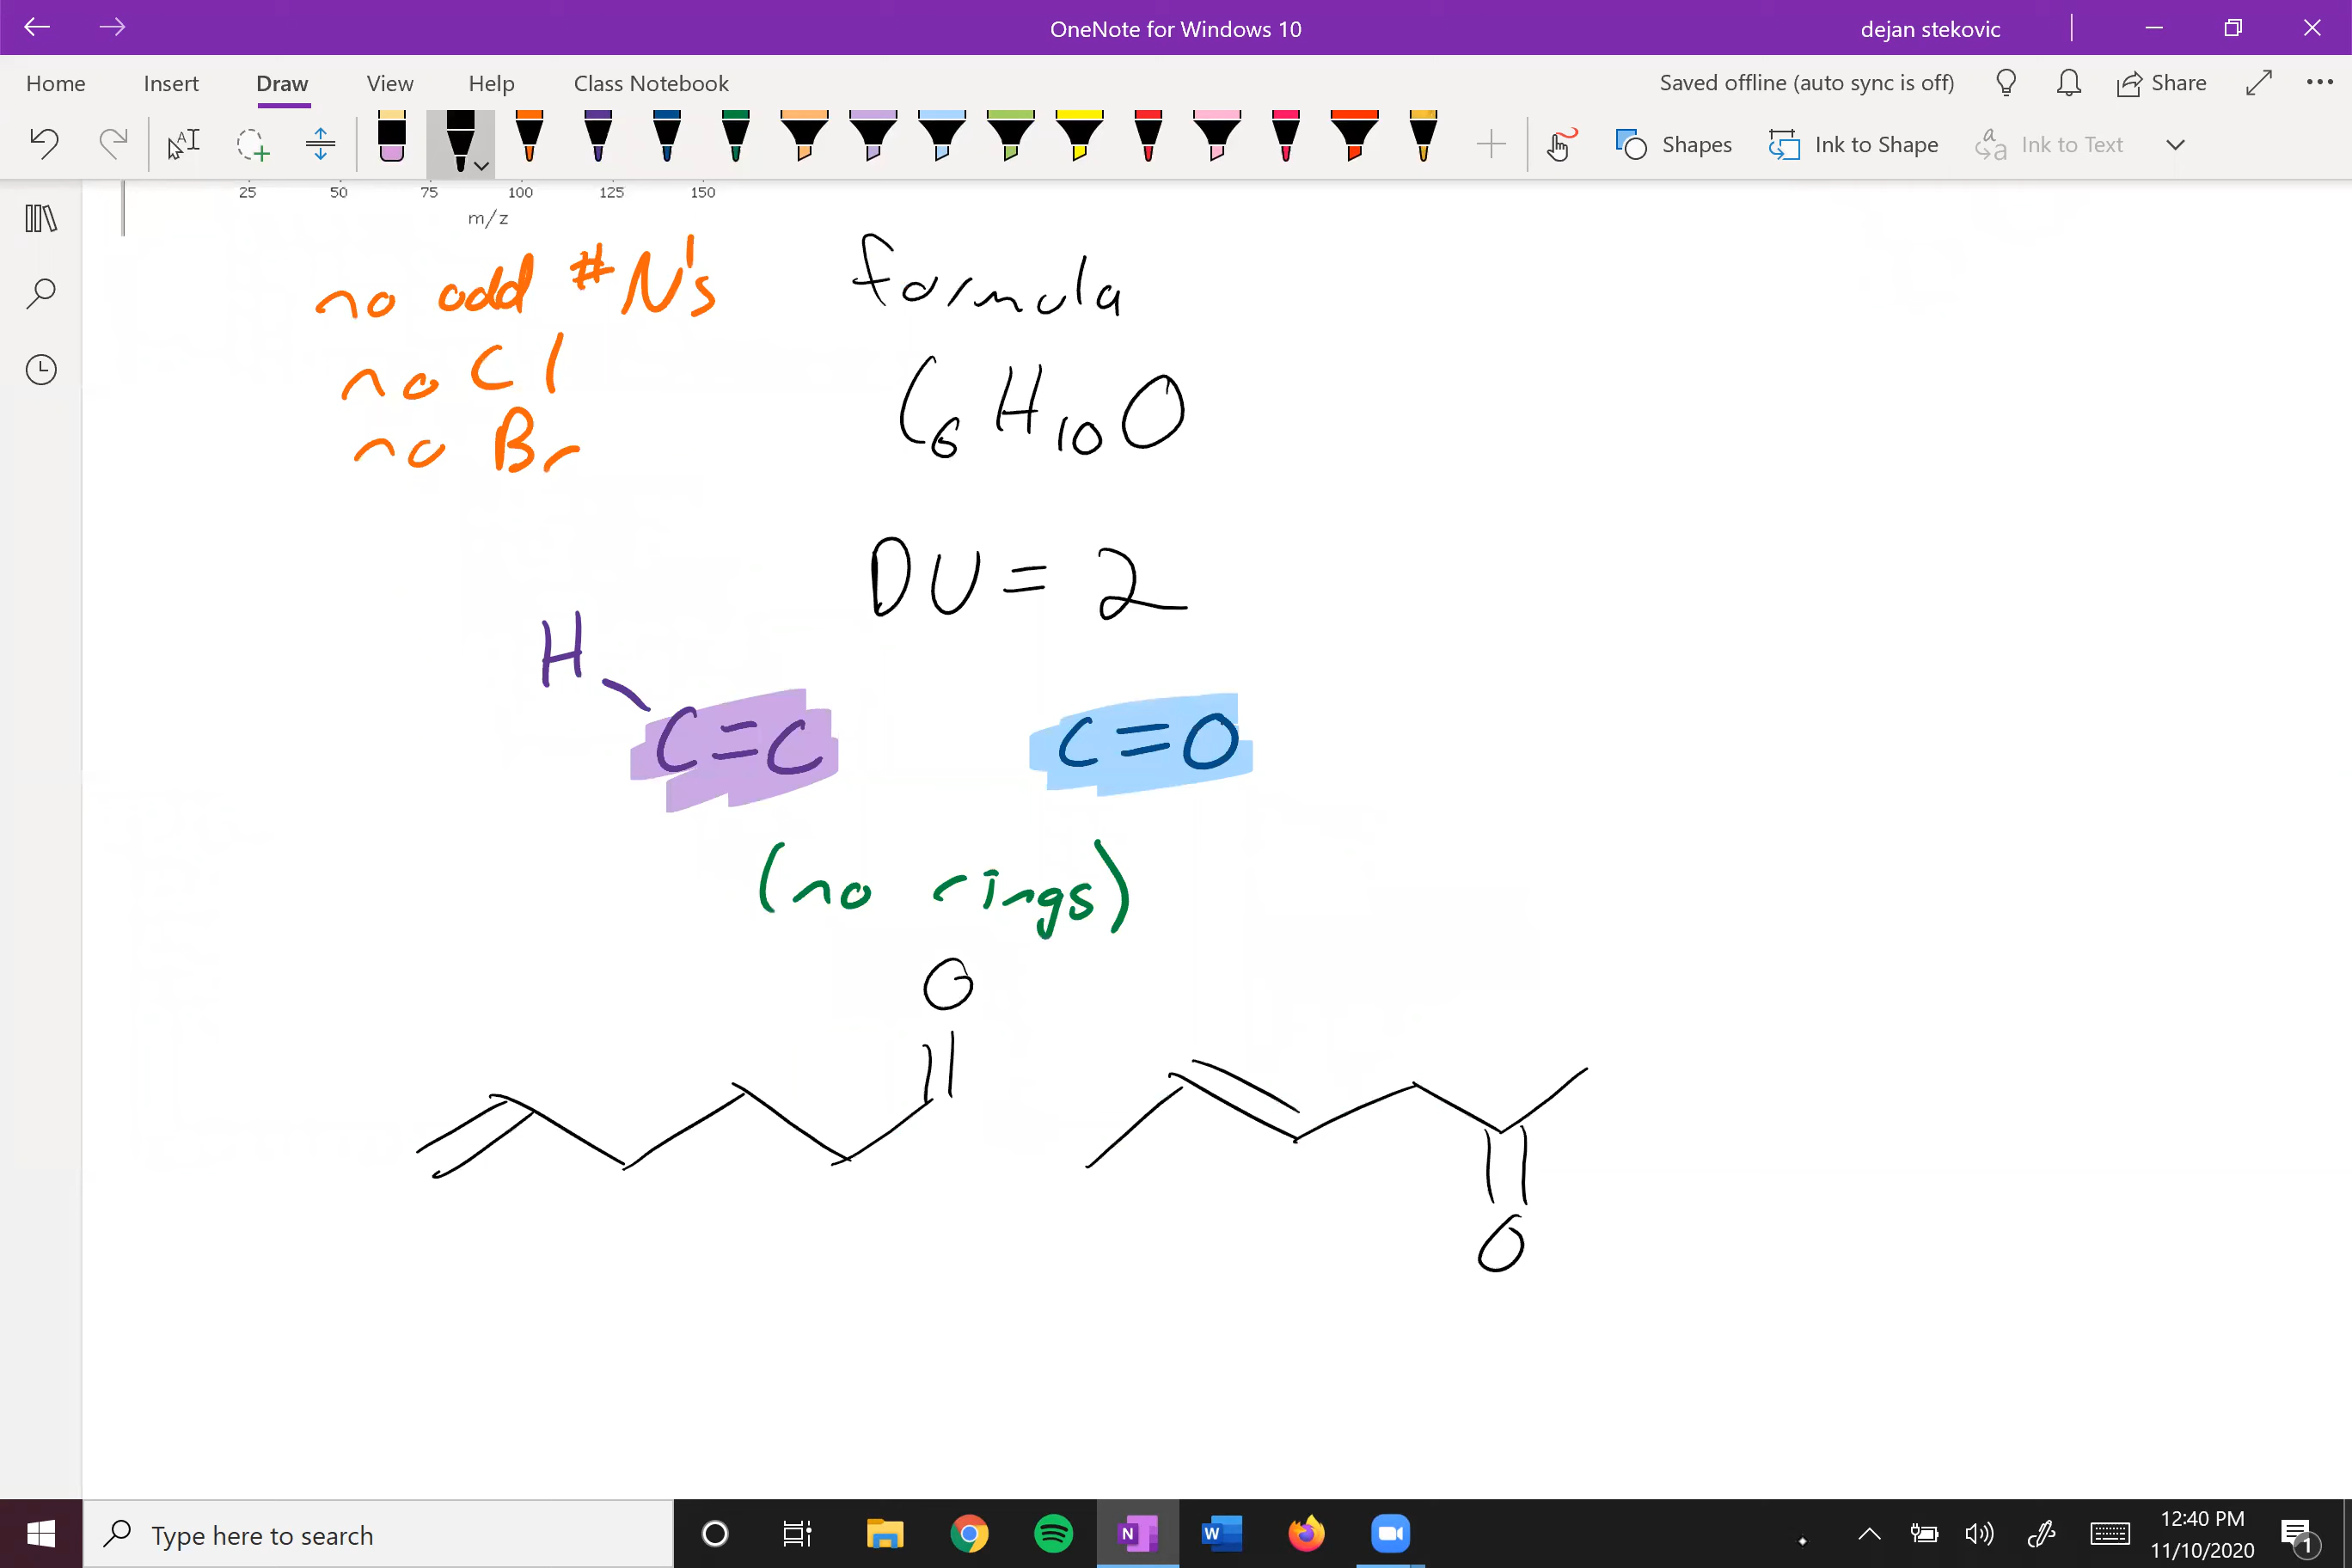 OneNote for Windows 10
dejan stekovic
Home Insert Draw View Help Class Notebook
Saved offline (auto sync is off)
Share
Shapes
Ink to Shape
Ink to Text
25 50 75 100 125 150
m/z
no odd # N's
no Cl
no Br
formula
C₆H₁₀O
DU = 2
H
C=C
C=O
(no rings)
O
O
Type here to search
12:40 PM
11/10/2020
1